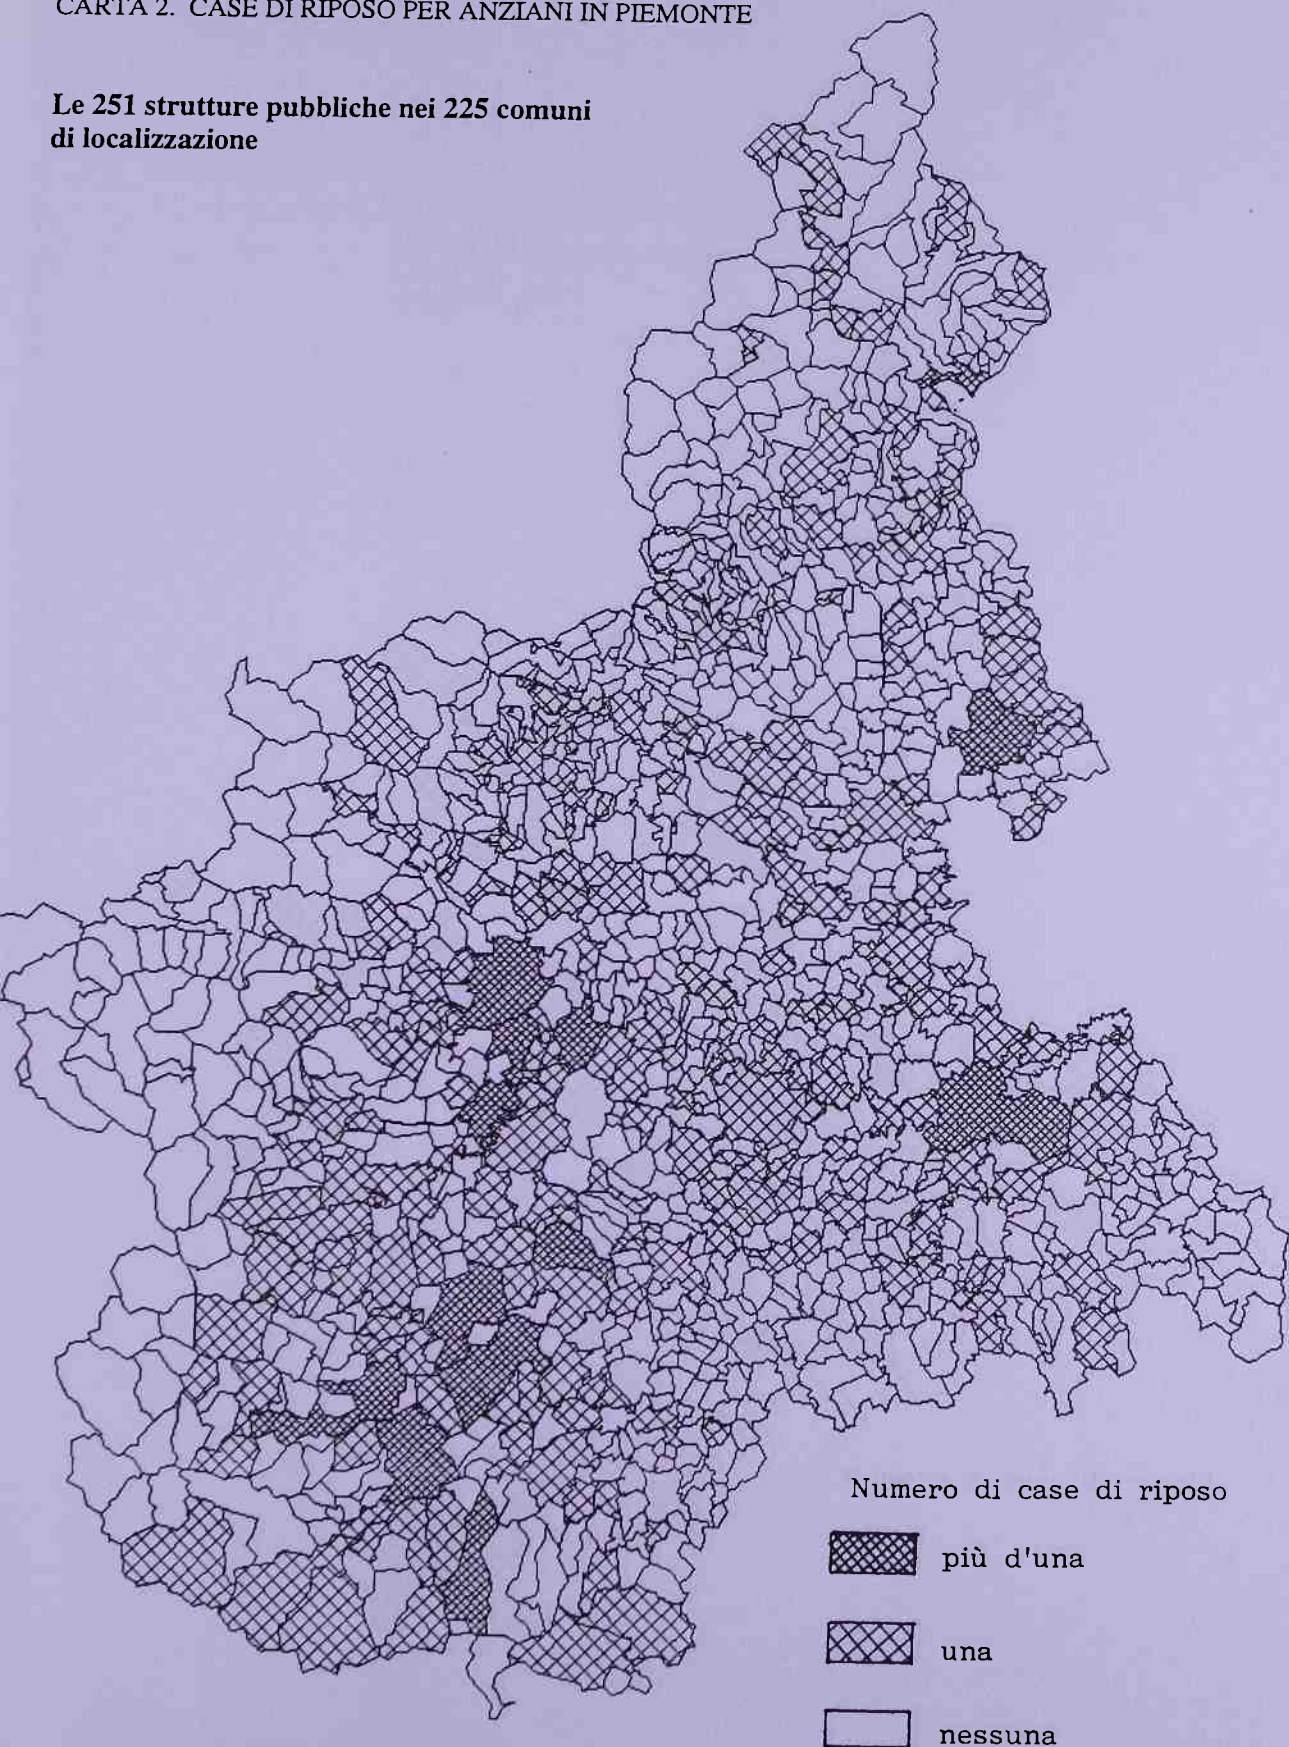 CARTA 2. CASE DI RIPOSO PER ANZIANI IN PIEMONTE
Le 251 strutture pubbliche nei 225 comuni
di localizzazione
Numero di case di riposo
più d'una
una
nessuna